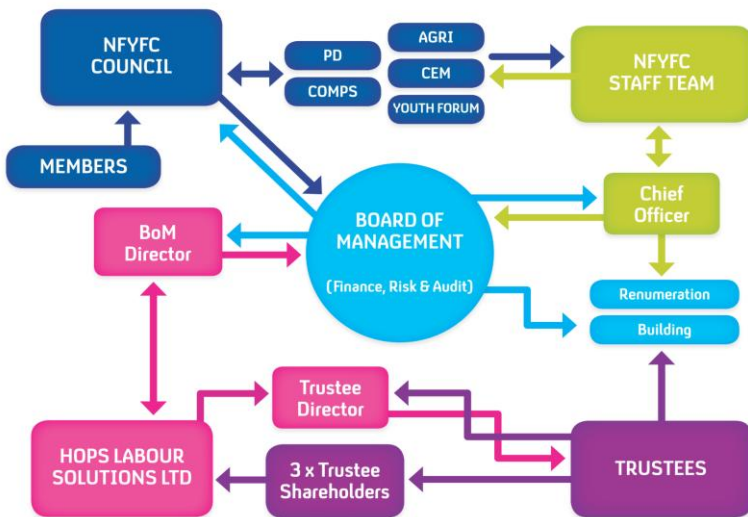 NFYFC
COUNCIL
PD
COMPS
AGRI
CEM
YOUTH FORUM
NFYFC
STAFF TEAM
MEMBERS
BOARD OF
MANAGEMENT
(Finance, Risk & Audit)
Chief
Officer
BoM
Director
Renumeration
Building
Trustee
Director
HOPS LABOUR
SOLUTIONS LTD
3 x Trustee
Shareholders
TRUSTEES